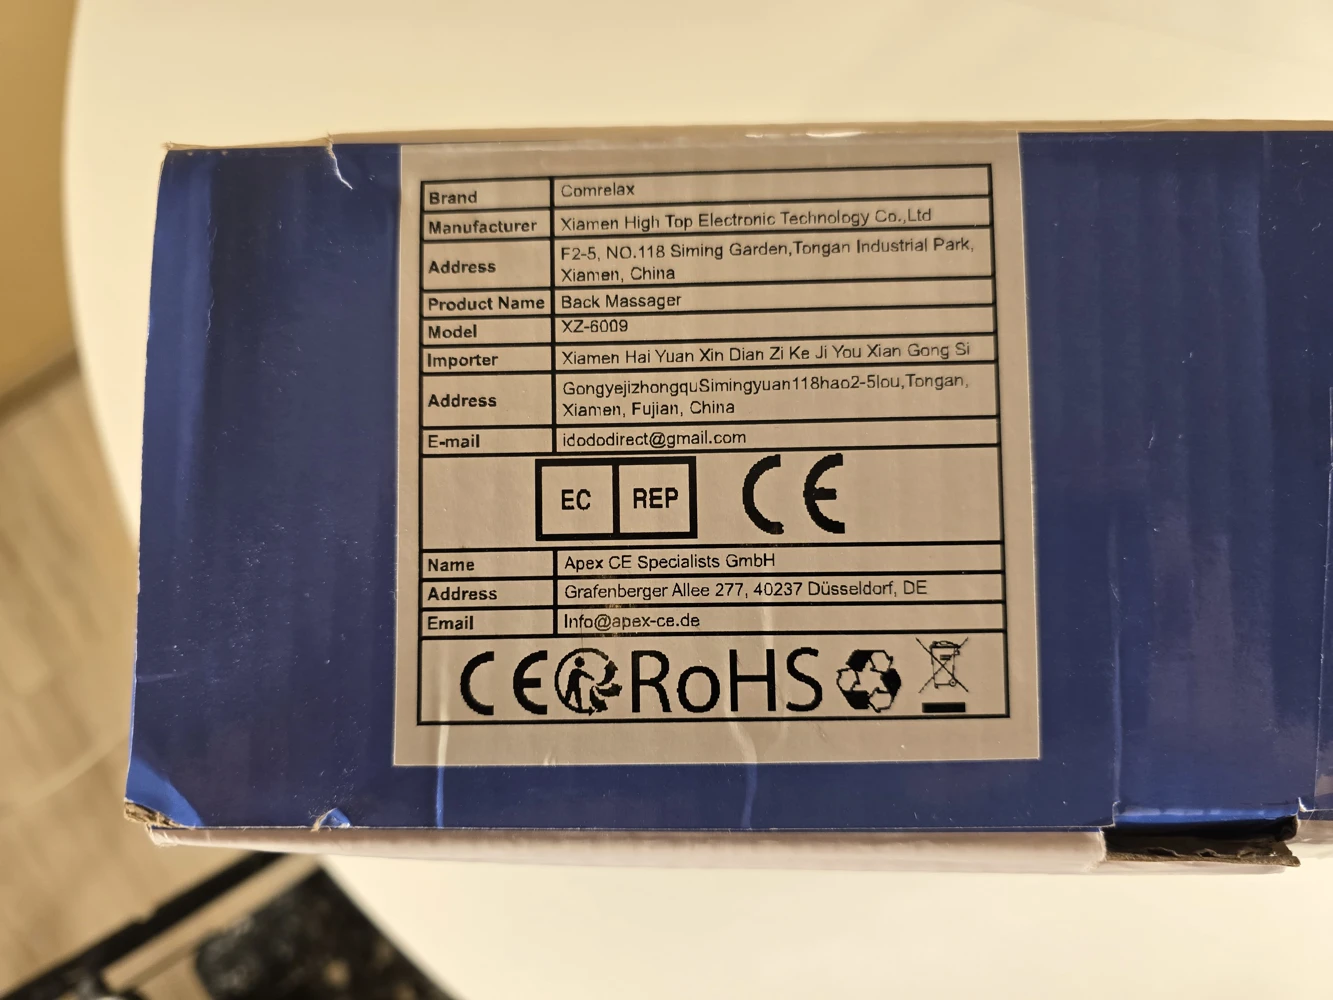 Brand Comrelax
Manufacturer Xiamen High Top Electronic Technology Co.,Ltd
Address F2-5, NO.118 Siming Garden,Tongan Industrial Park,
Xiamen, China
Product Name Back Massager
Model XZ-6009
Importer Xiamen Hai Yuan Xin Dian Zi Ke Ji You Xian Gong Si
Address GongyejizhongquSimingyuan118hao2-5lou,Tongan,
Xiamen, Fujian, China
E-mail idododirect@gmail.com
EC REP CE
Name Apex CE Specialists GmbH
Address Grafenberger Allee 277, 40237 Düsseldorf, DE
Email Info@apex-ce.de
CE RoHS